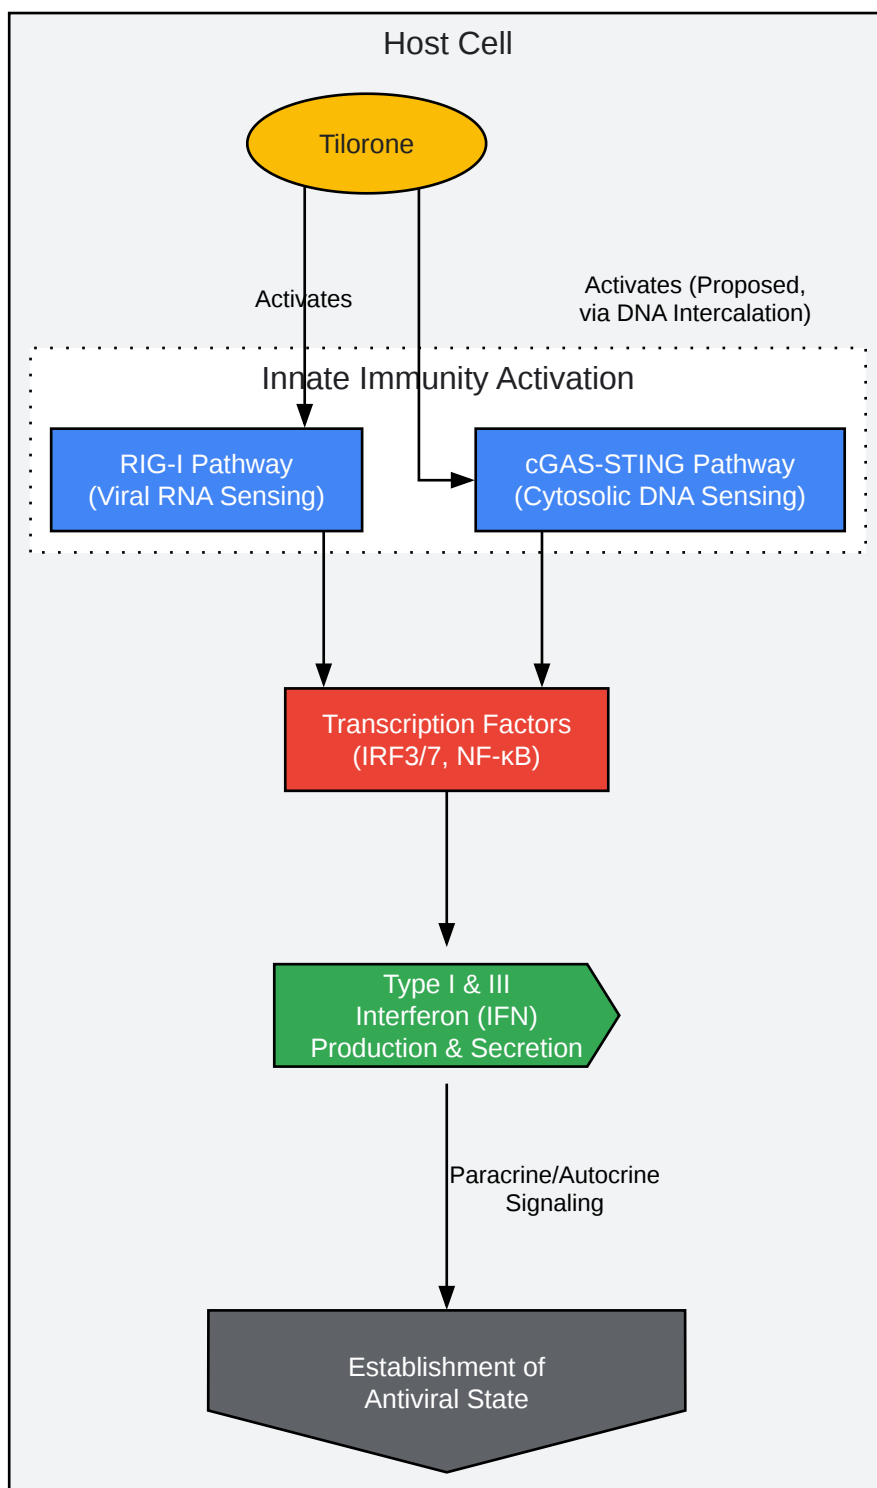 Host Cell
Tilorone
Activates
Activates (Proposed,
via DNA Intercalation)
Innate Immunity Activation
RIG-I Pathway
(Viral RNA Sensing)
cGAS-STING Pathway
(Cytosolic DNA Sensing)
Transcription Factors
(IRF3/7, NF-κB)
Type I & III
Interferon (IFN)
Production & Secretion
Paracrine/Autocrine
Signaling
Establishment of
Antiviral State